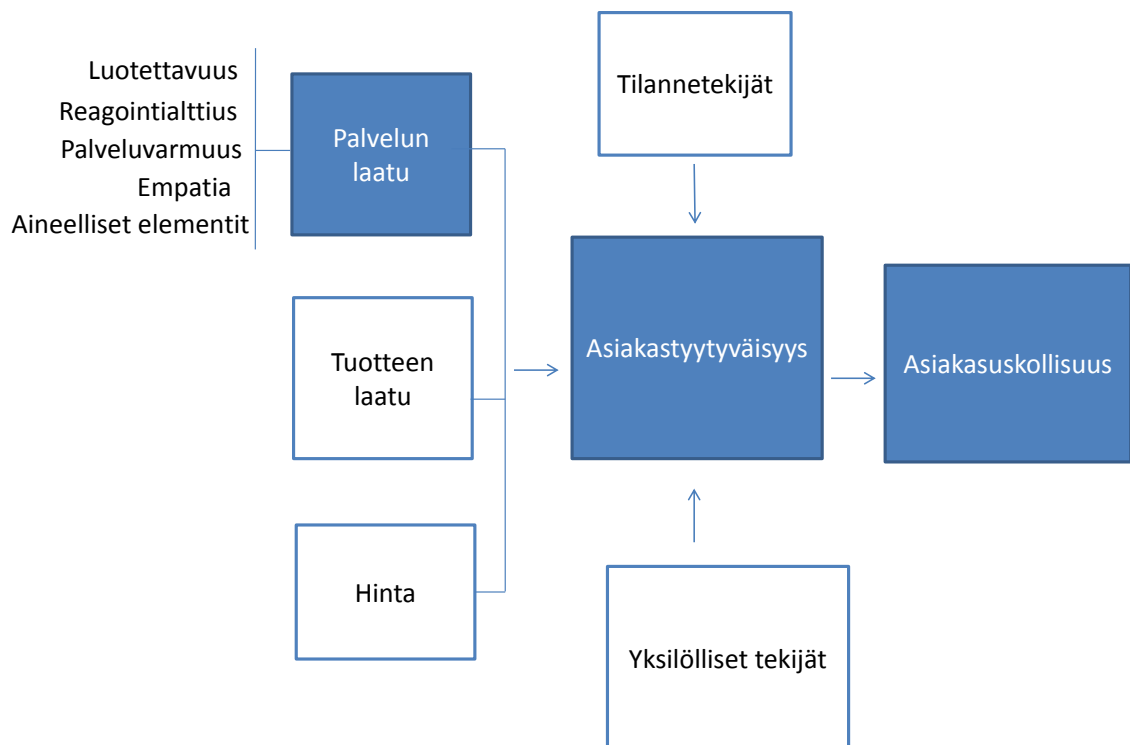 Luotettavuus
Reagointialttius
Palveluvarmuus
Empatia
Aineelliset elementit
Palvelun
laatu
Tuotteen
laatu
Hinta
Tilannetekijät
Asiakastyytyväisyys
Yksilölliset tekijät
Asiakasuskollisuus